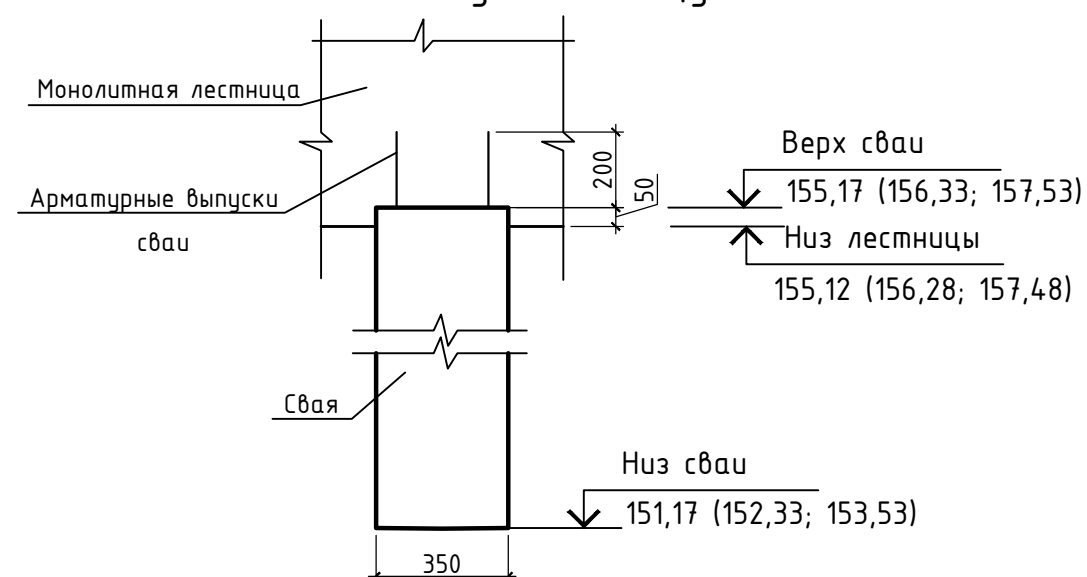 Монолитная лестница
Арматурные выпуски
сваи
Свая
200
50
Верх сваи
155,17 (156,33; 157,53)
Низ лестницы
155,12 (156,28; 157,48)
Низ сваи
151,17 (152,33; 153,53)
350